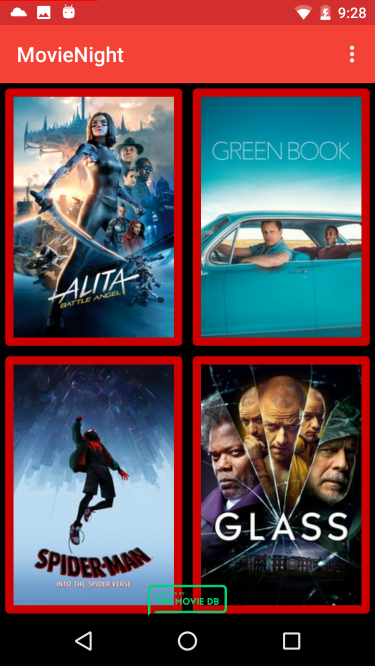 9:28
MovieNight
ALITA
BATTLE ANGEL
GREEN BOOK
SPIDER-MAN
INTO THE SPIDER-VERSE
GLASS
MOVIE DB